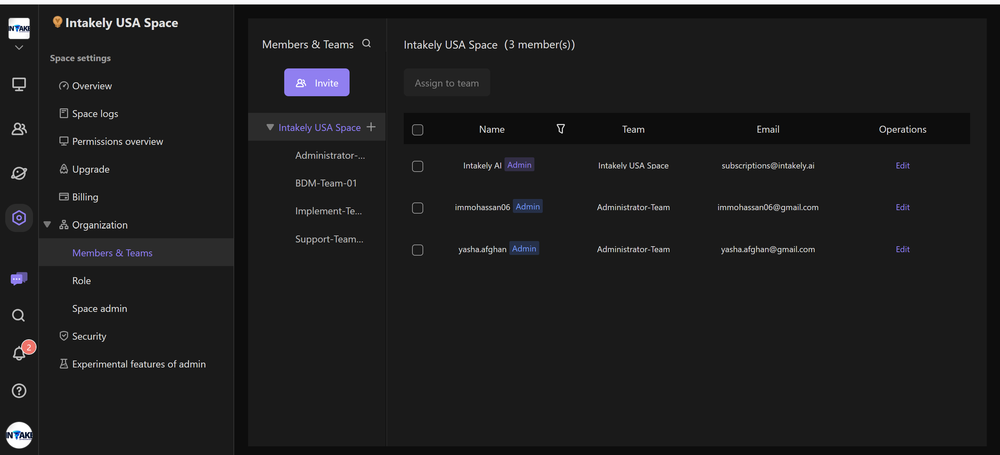 Intakely USA Space
Space settings
Overview
Space logs
Permissions overview
Upgrade
Billing
Organization
Members & Teams
Role
Space admin
Security
Experimental features of admin
2
Members & Teams
Invite
Intakely USA Space
Administrator-...
BDM-Team-01
Implement-Te...
Support-Team...
Intakely USA Space (3 member(s))
Assign to team
Name Team Email Operations
Intakely AI Admin Intakely USA Space subscriptions@intakely.ai Edit
immohassan06 Admin Administrator-Team immohassan06@gmail.com Edit
yasha.afghan Admin Administrator-Team yasha.afghan@gmail.com Edit